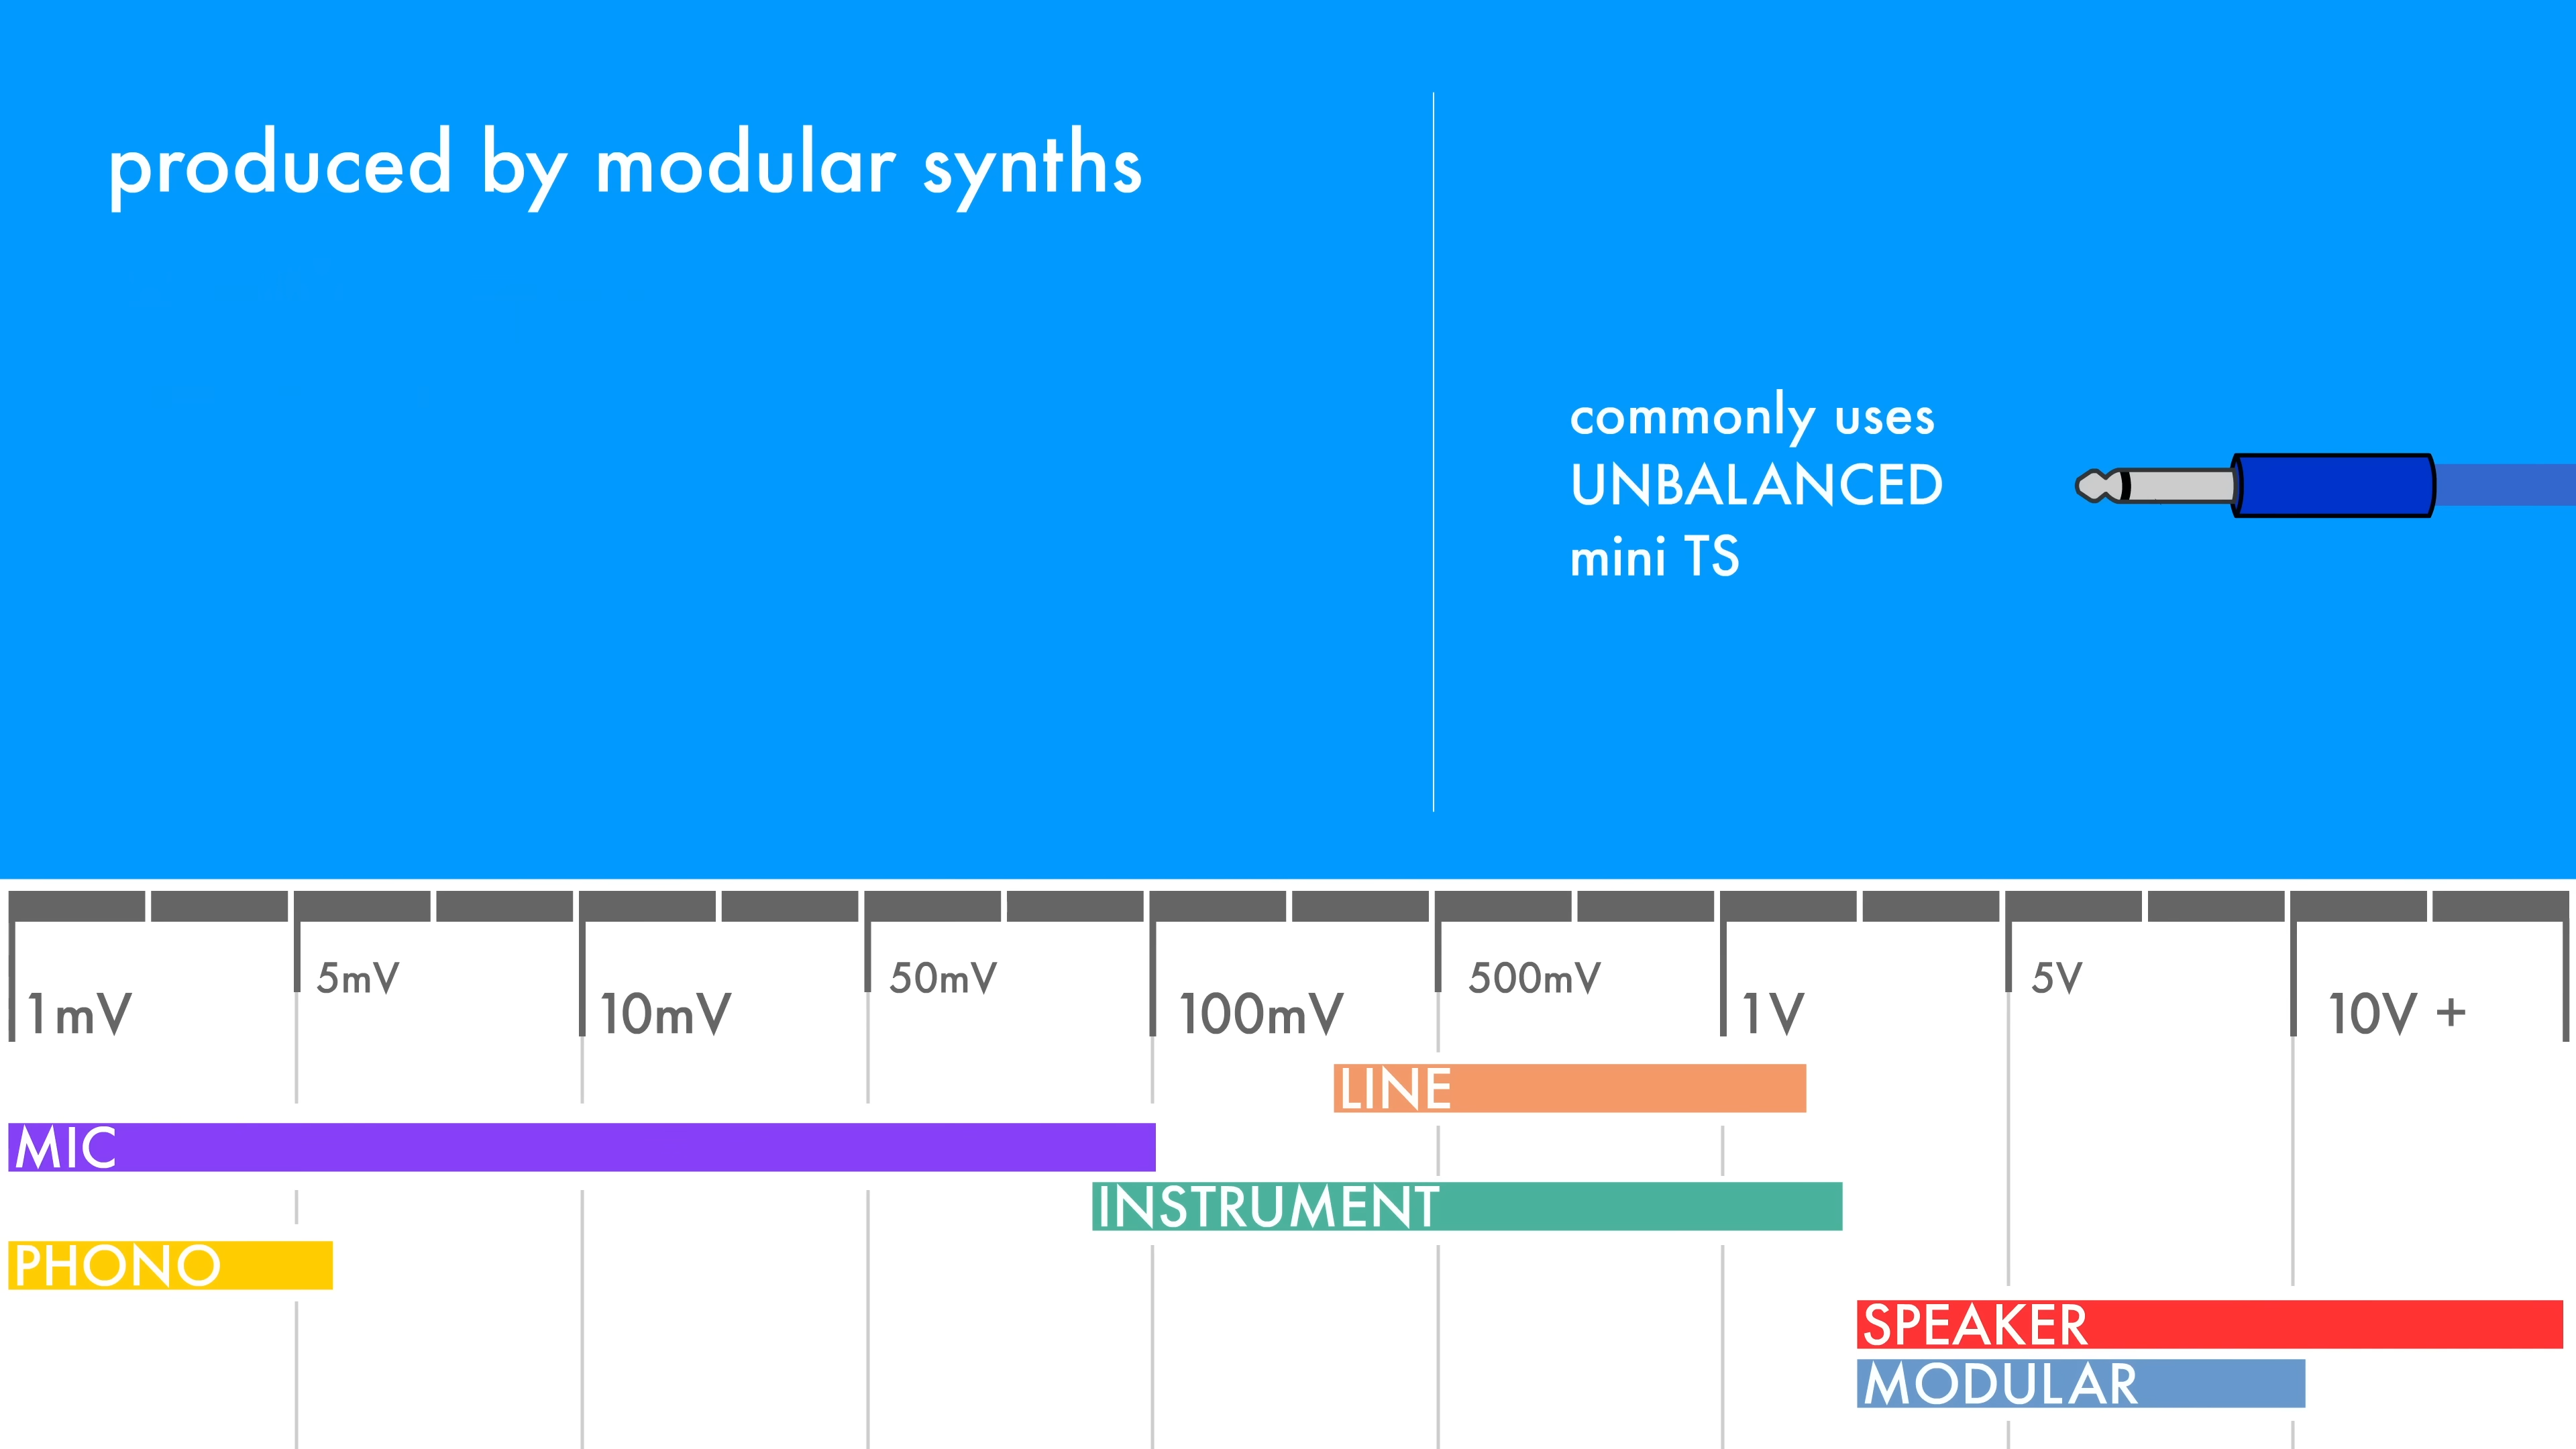 produced by modular synths
commonly uses
UNBALANCED
mini TS
1mV
5mV
10mV
50mV
100mV
500mV
1V
5V
10V +
LINE
MIC
INSTRUMENT
PHONO
SPEAKER
MODULAR